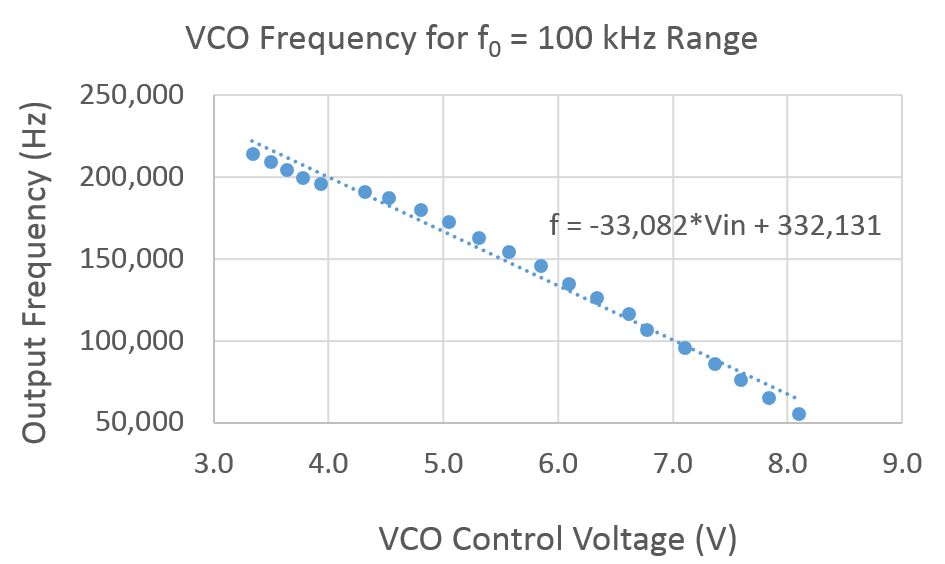 VCO Frequency for f₀ = 100 kHz Range
Output Frequency (Hz)
250,000
200,000
150,000
100,000
50,000
f = -33,082*Vin + 332,131
3.0 4.0 5.0 6.0 7.0 8.0 9.0
VCO Control Voltage (V)